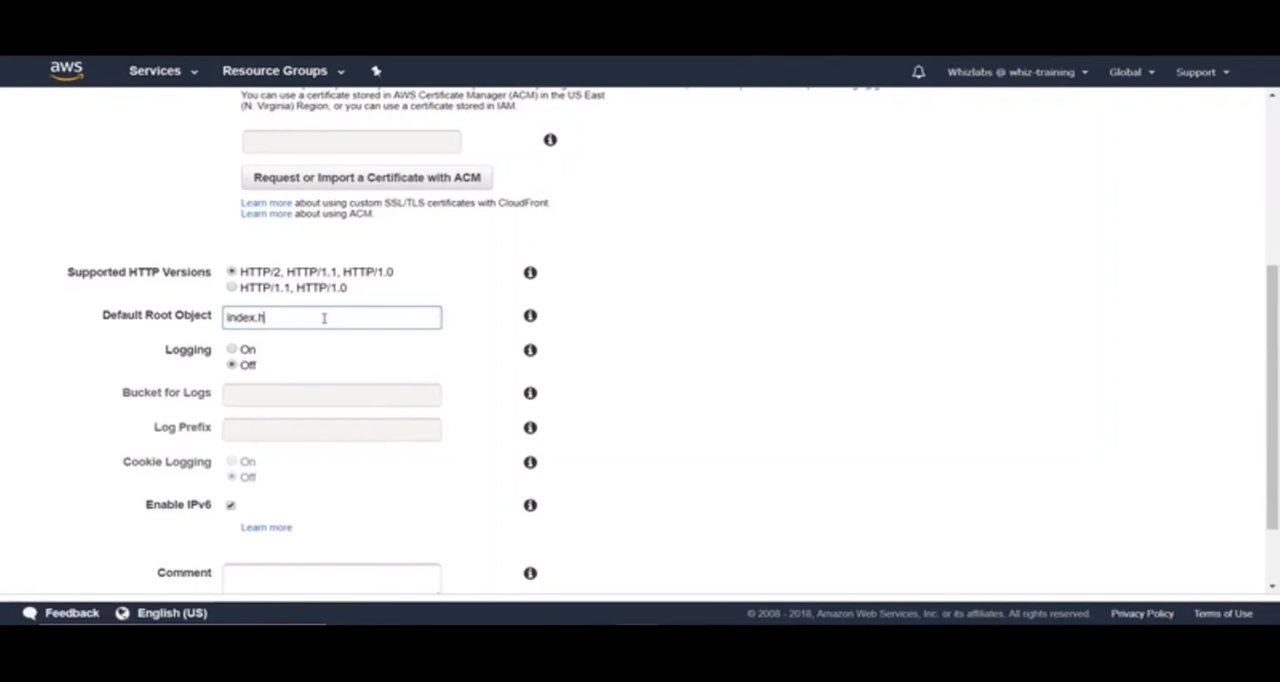 aws Services Resource Groups Whizlabs @ whiz-training Global Support
You can use a certificate stored in AWS Certificate Manager (ACM) in the US East
(N. Virginia) Region, or you can use a certificate stored in IAM.
Request or Import a Certificate with ACM
Learn more about using custom SSL/TLS certificates with CloudFront.
Learn more about using ACM.
Supported HTTP Versions HTTP/2, HTTP/1.1, HTTP/1.0
HTTP/1.1, HTTP/1.0
Default Root Object index.h
Logging On
Off
Bucket for Logs
Log Prefix
Cookie Logging On
Off
Enable IPv6
Learn more
Comment
Feedback English (US) © 2008 - 2018, Amazon Web Services, Inc. or its affiliates. All rights reserved. Privacy Policy Terms of Use